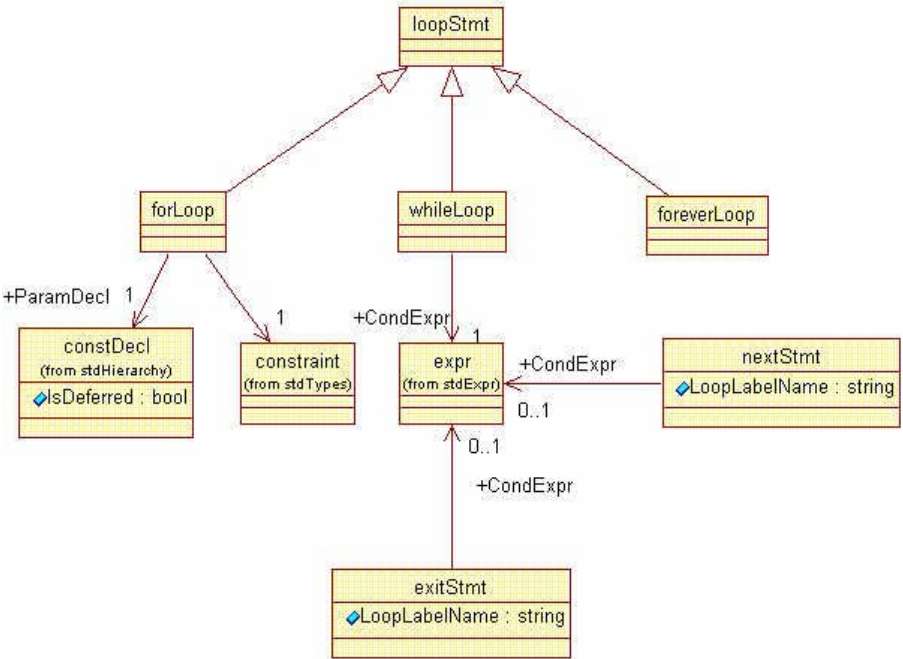 loopStmt
forLoop
whileLoop
foreverLoop
+ParamDecl 1
1
+CondExpr
1
constDecl
(from stdHierarchy)
IsDeferred : bool
constraint
(from stdTypes)
expr
(from stdExpr)
+CondExpr
0..1
nextStmt
LoopLabelName : string
0..1
+CondExpr
exitStmt
LoopLabelName : string